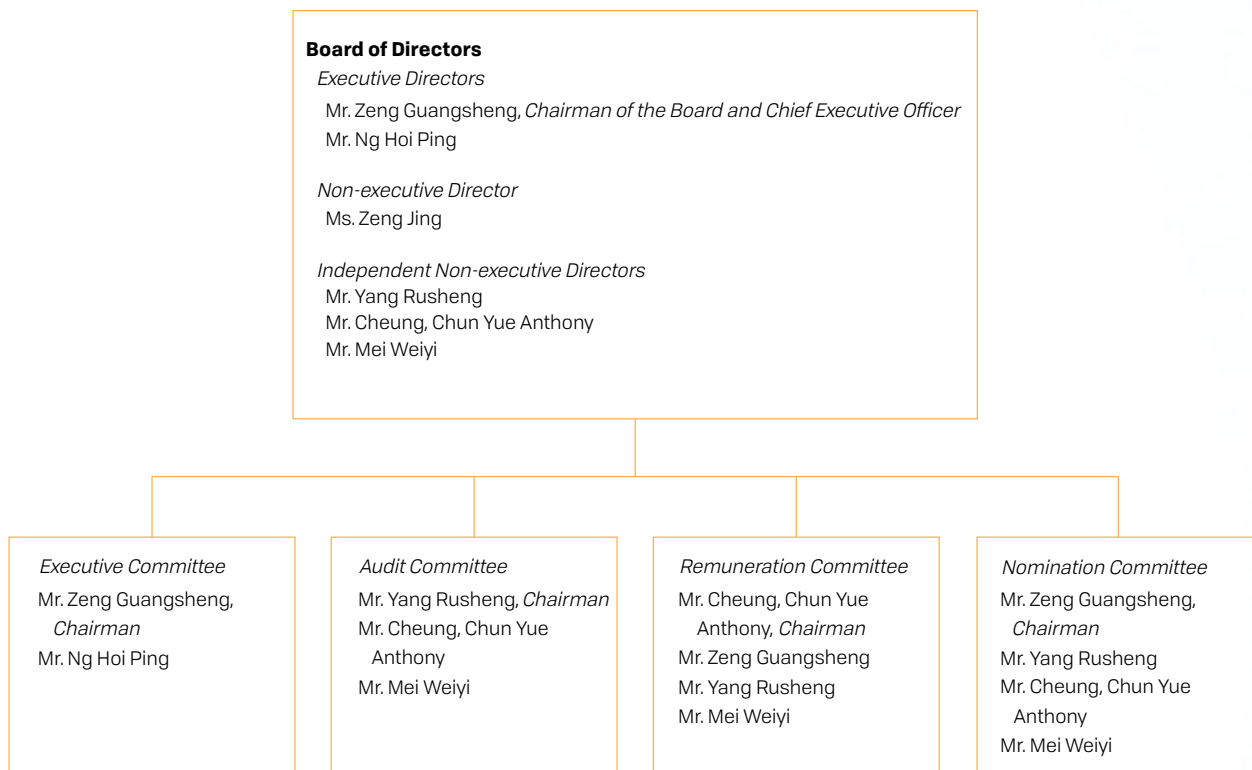 Board of Directors
Executive Directors
Mr. Zeng Guangsheng, Chairman of the Board and Chief Executive Officer
Mr. Ng Hoi Ping
Non-executive Director
Ms. Zeng Jing
Independent Non-executive Directors
Mr. Yang Rusheng
Mr. Cheung, Chun Yue Anthony
Mr. Mei Weiyi
Executive Committee
Mr. Zeng Guangsheng,
Chairman
Mr. Ng Hoi Ping
Audit Committee
Mr. Yang Rusheng, Chairman
Mr. Cheung, Chun Yue
Anthony
Mr. Mei Weiyi
Remuneration Committee
Mr. Cheung, Chun Yue
Anthony, Chairman
Mr. Zeng Guangsheng
Mr. Yang Rusheng
Mr. Mei Weiyi
Nomination Committee
Mr. Zeng Guangsheng,
Chairman
Mr. Yang Rusheng
Mr. Cheung, Chun Yue
Anthony
Mr. Mei Weiyi